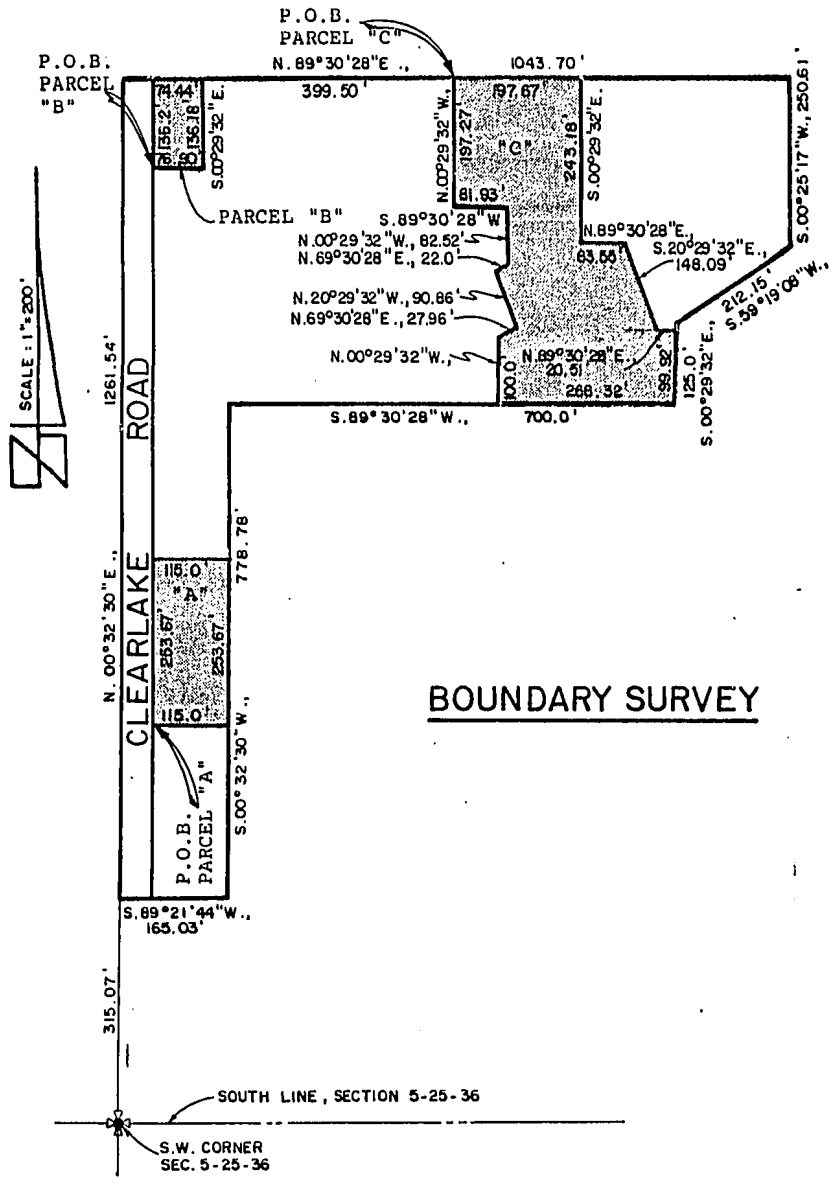 P.O.B.
PARCEL "C"
P.O.B.
PARCEL
"B"
N.89°30'28"E.,
1043.70'
74.44'
399.50'
197.67'
136.2'
136.18'
S.00°29'32"E.
N.00°29'32"W.,
197.27'
"C"
243.18'
S.00°29'32"E.
S.00°25'17"W., 250.61'
PARCEL "B"
81.93'
S.89°30'28"W
N.00°29'32"W., 82.52'
N.69°30'28"E., 22.0'
N.89°30'28"E.,
S.20°29'32"E.,
148.09'
N.20°29'32"W., 90.86'
N.69°30'28"E., 27.96'
212.15'
S.59°19'08"W.,
N.00°29'32"W.,
100.0'
N.89°30'28"E.,
20.51
99.92'
125.0'
S.00°29'32"E.,
S.89°30'28"W.,
700.0'
SCALE : 1"=200'
N
1261.54'
N. 00°32'30"E.,
CLEARLAKE ROAD
778.78'
S.00°32'30"W.,
115.0'
"A"
253.67'
253.67'
115.0'
P.O.B.
PARCEL "A"
BOUNDARY SURVEY
S.89°21'44"W.,
165.03'
315.07'
SOUTH LINE, SECTION 5-25-36
S.W. CORNER
SEC. 5-25-36